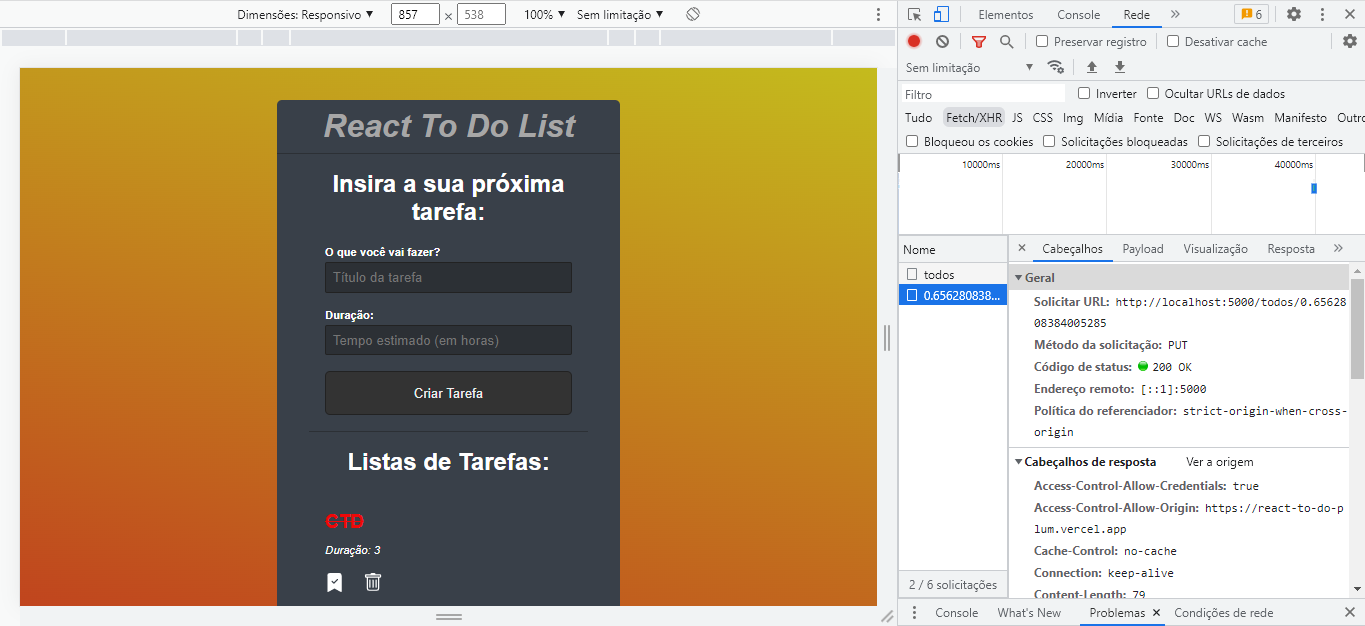 Dimensões: Responsivo ▼ 857 × 538 100% ▼ Sem limitação ▼
React To Do List
Insira a sua próxima
tarefa:
O que você vai fazer?
Título da tarefa
Duração:
Tempo estimado (em horas)
Criar Tarefa
Listas de Tarefas:
CTD
Duração: 3
Elementos Console Rede » 6
Preservar registro Desativar cache
Sem limitação ▼
Filtro Inverter Ocultar URLs de dados
Tudo Fetch/XHR JS CSS Img Mídia Fonte Doc WS Wasm Manifesto Outro
Bloqueou os cookies Solicitações bloqueadas Solicitações de terceiros
10000ms 20000ms 30000ms 40000ms
Nome
todos
0.656280838...
2 / 6 solicitações
× Cabeçalhos Payload Visualização Resposta »
Geral
Solicitar URL: http://localhost:5000/todos/0.65628
08384005285
Método da solicitação: PUT
Código de status: 200 OK
Endereço remoto: [::1]:5000
Política do referenciador: strict-origin-when-cross-
origin
Cabeçalhos de resposta Ver a origem
Access-Control-Allow-Credentials: true
Access-Control-Allow-Origin: https://react-to-do-p
lum.vercel.app
Cache-Control: no-cache
Connection: keep-alive
Content-Length: 79
Console What's New Problemas × Condições de rede